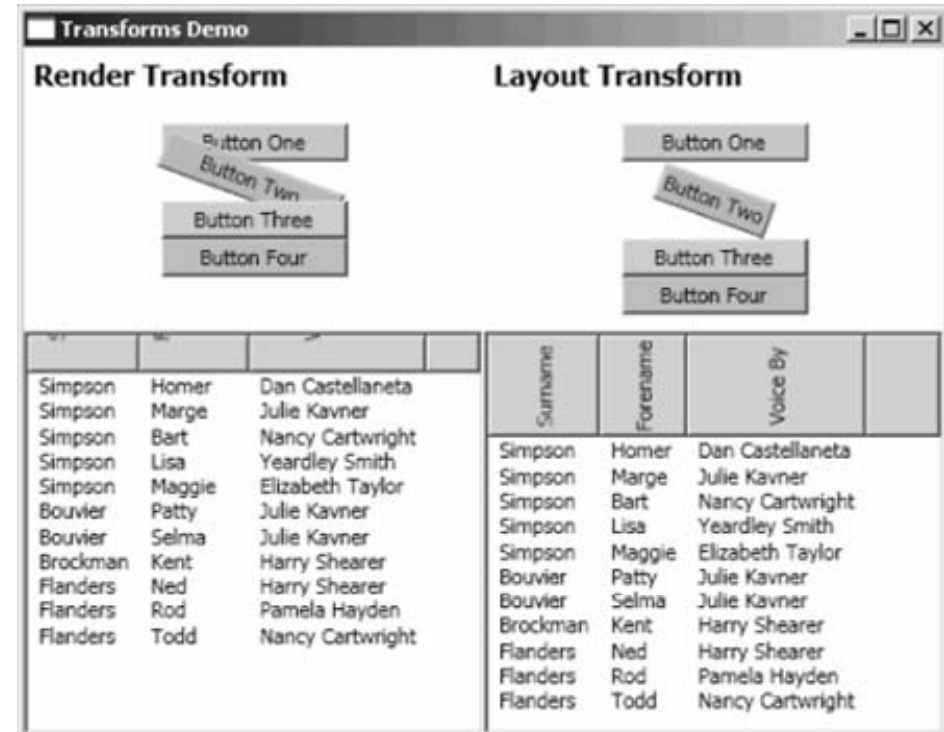 Transforms Demo
Render Transform
Button One
Button Two
Button Three
Button Four
Simpson Homer Dan Castellaneta
Simpson Marge Julie Kavner
Simpson Bart Nancy Cartwright
Simpson Lisa Yeardley Smith
Simpson Maggie Elizabeth Taylor
Bouvier Patty Julie Kavner
Bouvier Selma Julie Kavner
Brockman Kent Harry Shearer
Flanders Ned Harry Shearer
Flanders Rod Pamela Hayden
Flanders Todd Nancy Cartwright
Layout Transform
Button One
Button Two
Button Three
Button Four
Surname Forename Voice By
Simpson Homer Dan Castellaneta
Simpson Marge Julie Kavner
Simpson Bart Nancy Cartwright
Simpson Lisa Yeardley Smith
Simpson Maggie Elizabeth Taylor
Bouvier Patty Julie Kavner
Bouvier Selma Julie Kavner
Brockman Kent Harry Shearer
Flanders Ned Harry Shearer
Flanders Rod Pamela Hayden
Flanders Todd Nancy Cartwright